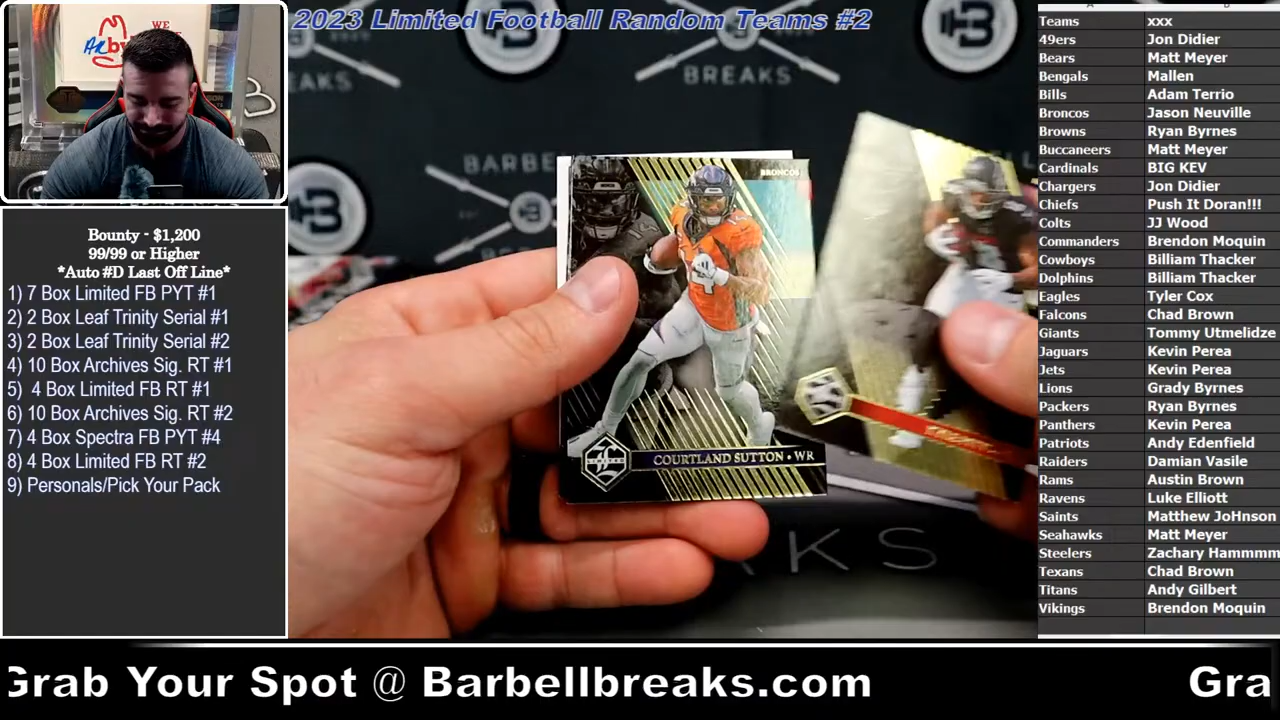 2023 Limited Football Random Teams #2
WE
BREAKS
BARBELL
BRONCOS
14
COURTLAND SUTTON • WR
LIMITED
Bounty - $1,200
99/99 or Higher
*Auto #D Last Off Line*
1) 7 Box Limited FB PYT #1
2) 2 Box Leaf Trinity Serial #1
3) 2 Box Leaf Trinity Serial #2
4) 10 Box Archives Sig. RT #1
5) 4 Box Limited FB RT #1
6) 10 Box Archives Sig. RT #2
7) 4 Box Spectra FB PYT #4
8) 4 Box Limited FB RT #2
9) Personals/Pick Your Pack
Teams xxx
49ers Jon Didier
Bears Matt Meyer
Bengals Mallen
Bills Adam Terrio
Broncos Jason Neuville
Browns Ryan Byrnes
Buccaneers Matt Meyer
Cardinals BIG KEV
Chargers Jon Didier
Chiefs Push It Doran!!!
Colts JJ Wood
Commanders Brendon Moquin
Cowboys Billiam Thacker
Dolphins Billiam Thacker
Eagles Tyler Cox
Falcons Chad Brown
Giants Tommy Utmelidze
Jaguars Kevin Perea
Jets Kevin Perea
Lions Grady Byrnes
Packers Ryan Byrnes
Panthers Kevin Perea
Patriots Andy Edenfield
Raiders Damian Vasile
Rams Austin Brown
Ravens Luke Elliott
Saints Matthew JoHnson
Seahawks Matt Meyer
Steelers Zachary Hammmm
Texans Chad Brown
Titans Andy Gilbert
Vikings Brendon Moquin
Grab Your Spot @ Barbellbreaks.com Gra